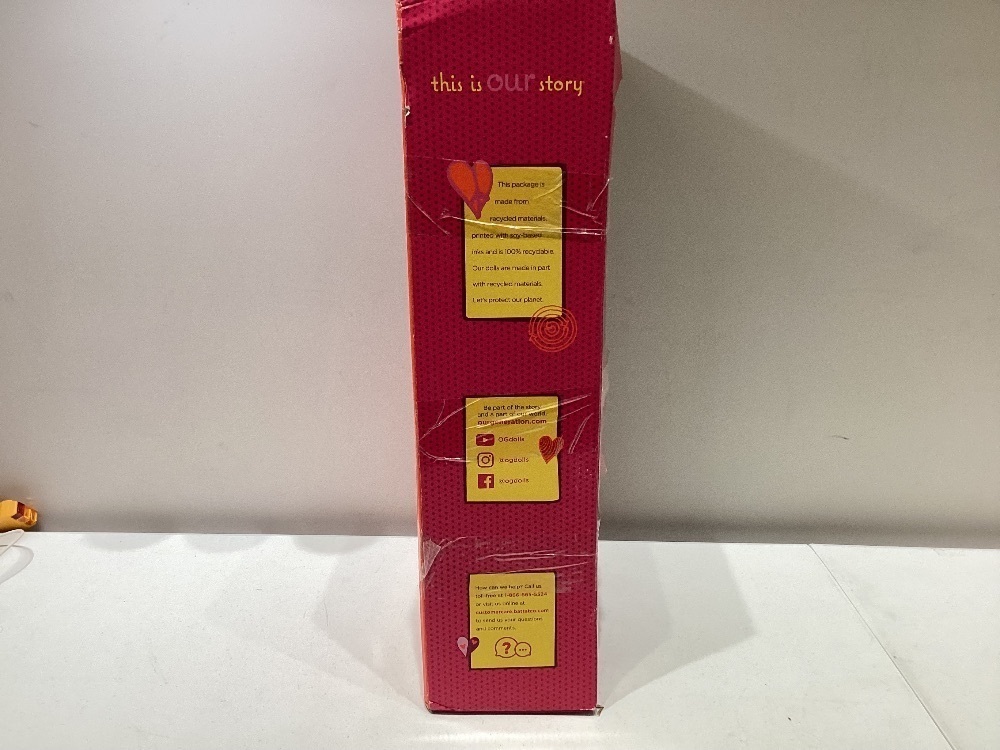 this is our story
This package is
made from
recycled materials,
printed with soy-based
inks and is 100% recyclable.
Our dolls are made in part
with recycled materials.
Let's protect our planet.
Be part of the story
and a part of our world.
ourgeneration.com
OGdolls
@ogdolls
@ogdolls
How can we help? Call us
toll-free at
or visit us online at
customercare.battatco.com
to send us your questions
and comments.
?